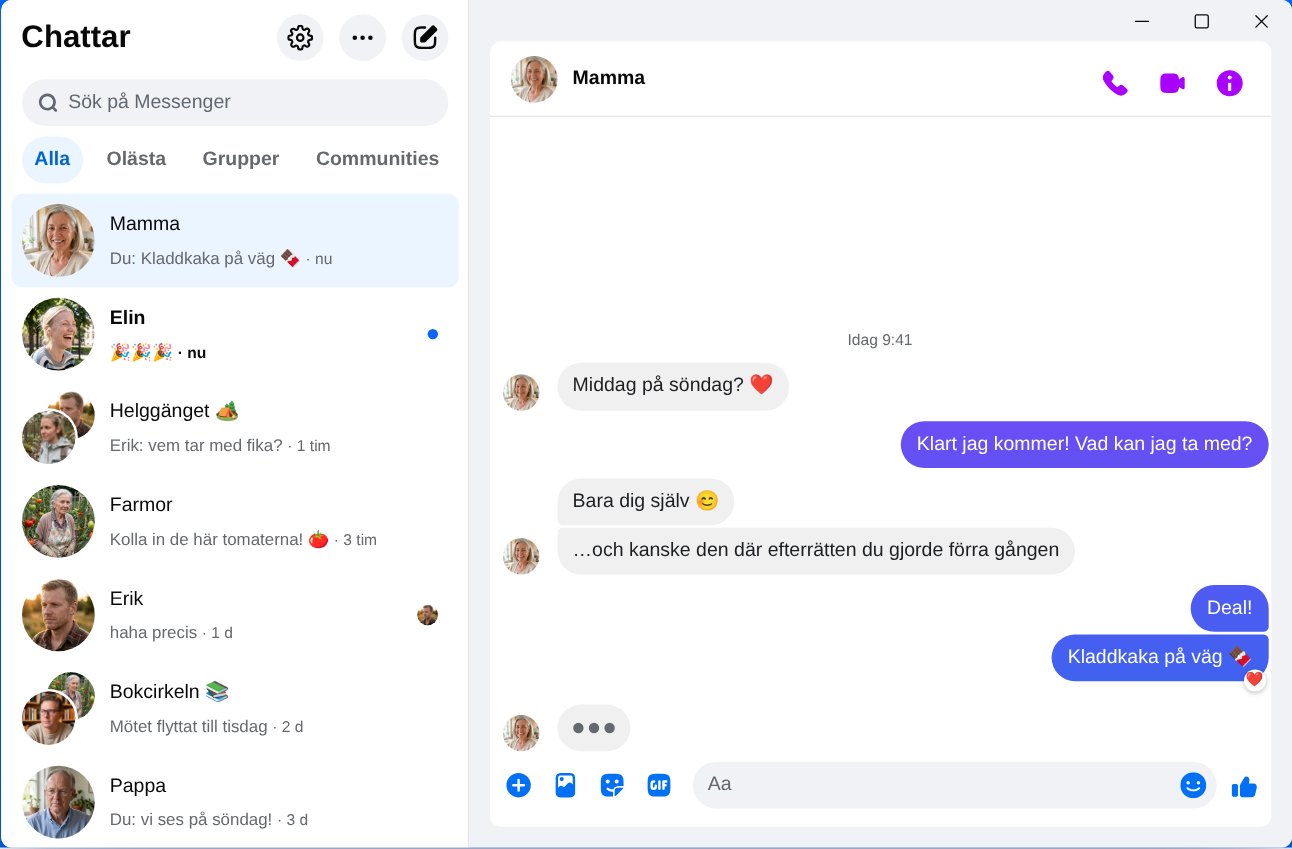 Chattar
Sök på Messenger
Alla Olästa Grupper Communities
Mamma
Du: Kladdkaka på väg 🍫 · nu
Elin
🎉🎉🎉 · nu
Helggänget 🏕️
Erik: vem tar med fika? · 1 tim
Farmor
Kolla in de här tomaterna! 🍅 · 3 tim
Erik
haha precis · 1 d
Bokcirkeln 📚
Mötet flyttat till tisdag · 2 d
Pappa
Du: vi ses på söndag! · 3 d
Mamma
Idag 9:41
Middag på söndag? ❤️
Klart jag kommer! Vad kan jag ta med?
Bara dig själv 😊
…och kanske den där efterrätten du gjorde förra gången
Deal!
Kladdkaka på väg 🍫
❤️
GIF
Aa